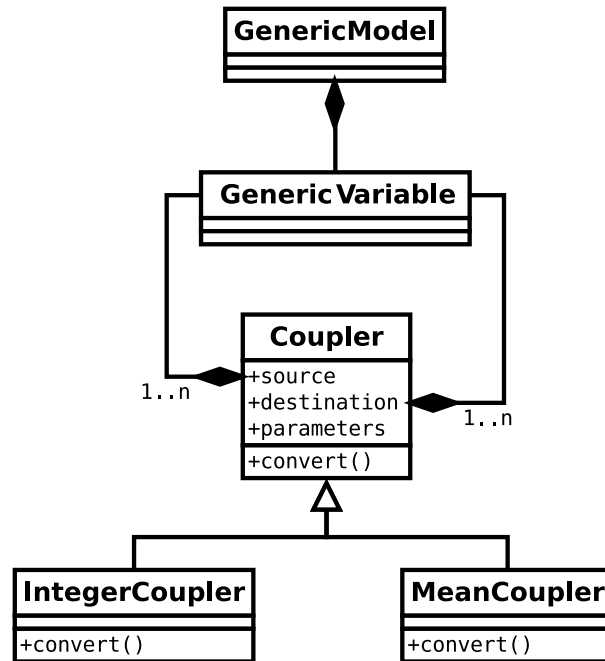 GenericModel
GenericVariable
Coupler
+source
1..n
+destination
1..n
+parameters
+convert()
IntegerCoupler
+convert()
MeanCoupler
+convert()